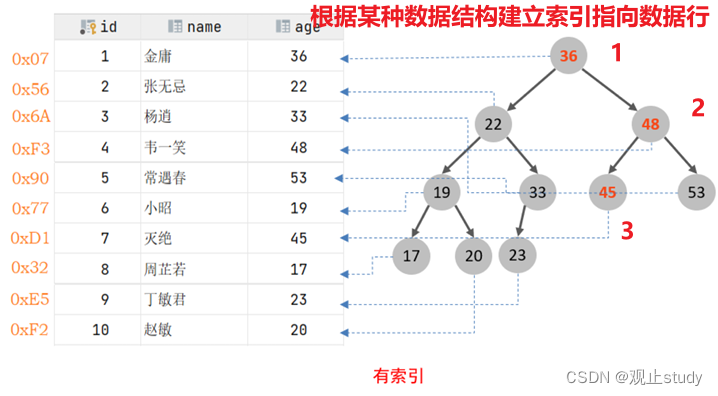 根据某种数据结构建立索引指向数据行
id name age
0x07 1 金庸 36
0x56 2 张无忌 22
0x6A 3 杨逍 33
0xF3 4 韦一笑 48
0x90 5 常遇春 53
0x77 6 小昭 19
0xD1 7 灭绝 45
0x32 8 周芷若 17
0xE5 9 丁敏君 23
0xF2 10 赵敏 20
36 1
22 48 2
19 33 45 53
3
17 20 23
有索引
CSDN @观止study